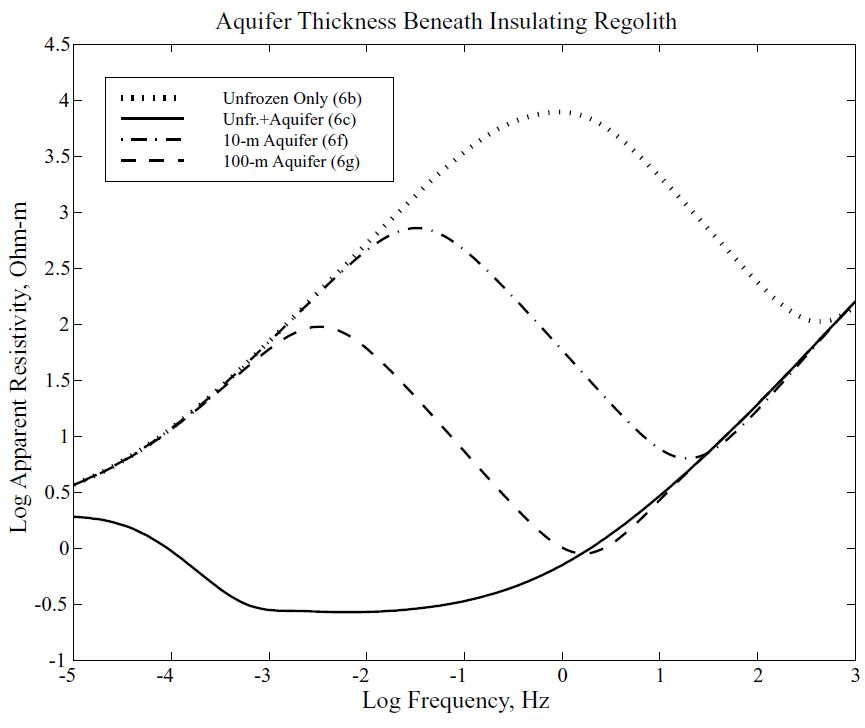 Aquifer Thickness Beneath Insulating Regolith
4.5
4
3.5
3
2.5
2
1.5
1
0.5
0
-0.5
-1
Log Apparent Resistivity, Ohm-m
Unfrozen Only (6b)
Unfr.+Aquifer (6c)
10-m Aquifer (6f)
100-m Aquifer (6g)
-5 -4 -3 -2 -1 0 1 2 3
Log Frequency, Hz